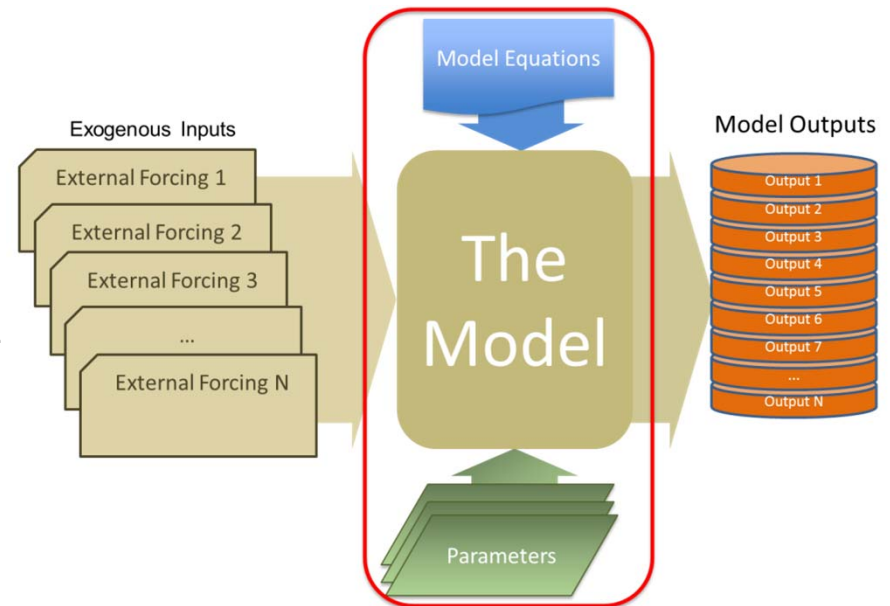 Model Equations
Exogenous Inputs
External Forcing 1
External Forcing 2
External Forcing 3
...
External Forcing N
The
Model
Parameters
Model Outputs
Output 1
Output 2
Output 3
Output 4
Output 5
Output 6
Output 7
...
Output N